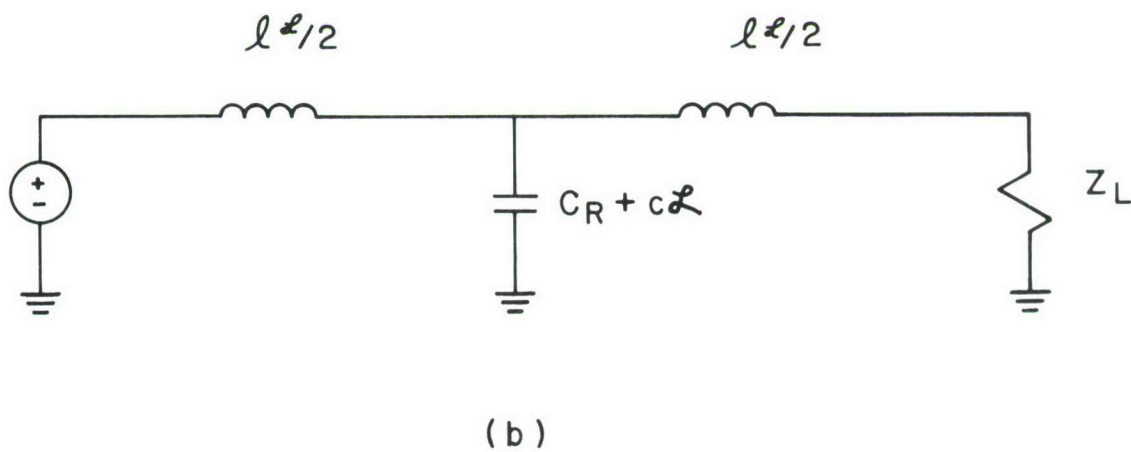 ℓℒ/2
ℓℒ/2
+
-
C_R + cℒ
Z_L
(b)